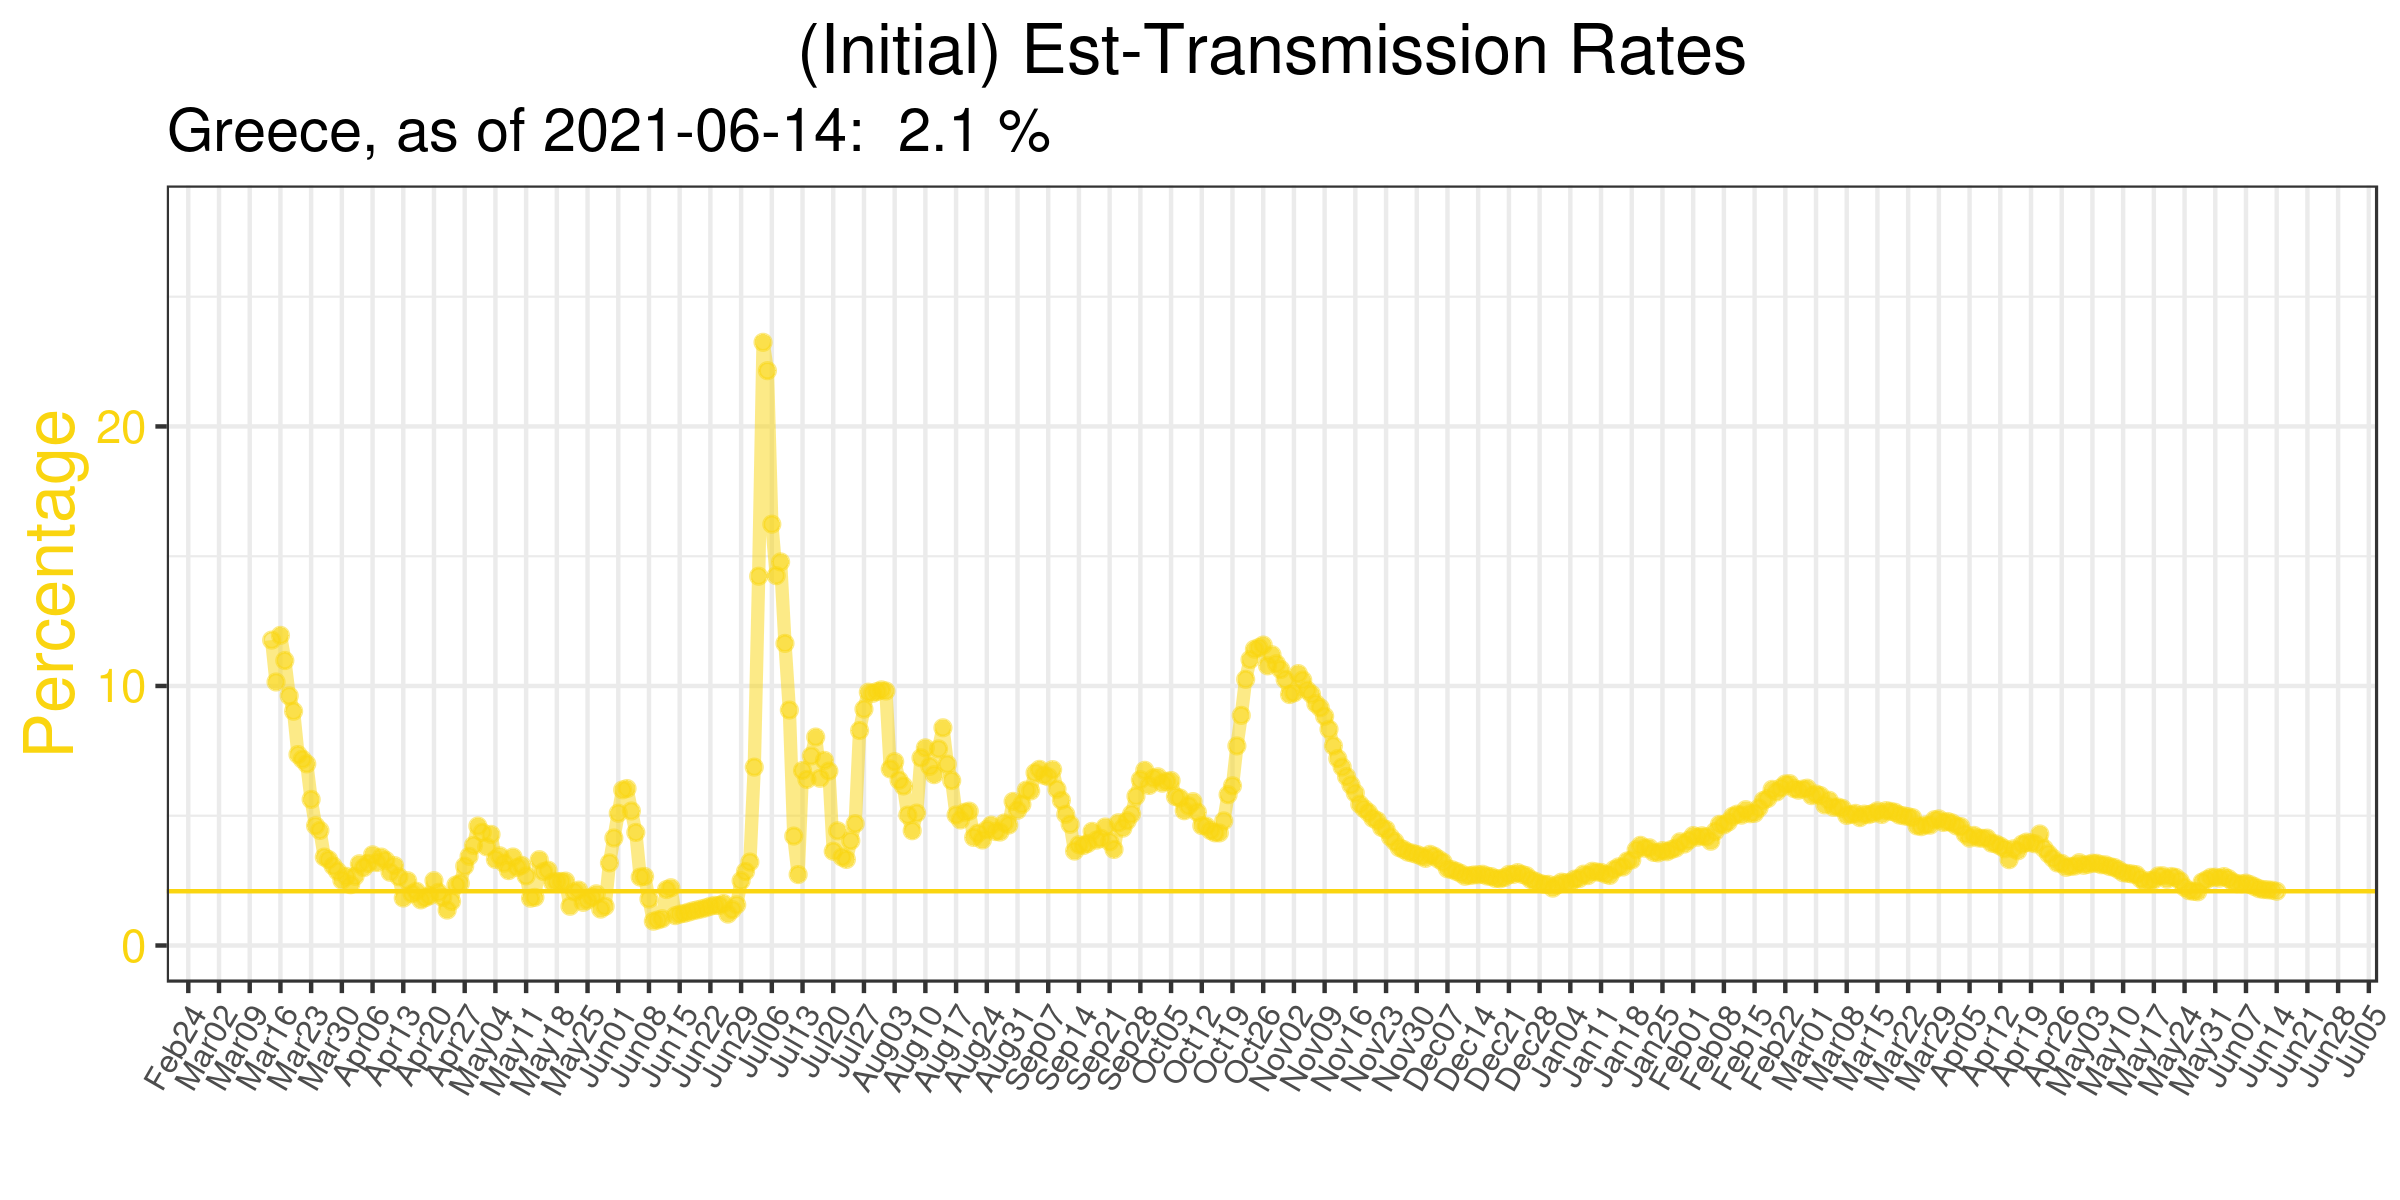 (Initial) Est-Transmission Rates
Greece, as of 2021-06-14:  2.1 %
Percentage
20
10
0
Feb24
Mar02
Mar09
Mar16
Mar23
Mar30
Apr06
Apr13
Apr20
Apr27
May04
May11
May18
May25
Jun01
Jun08
Jun15
Jun22
Jun29
Jul06
Jul13
Jul20
Jul27
Aug03
Aug10
Aug17
Aug24
Aug31
Sep07
Sep14
Sep21
Sep28
Oct05
Oct12
Oct19
Oct26
Nov02
Nov09
Nov16
Nov23
Nov30
Dec07
Dec14
Dec21
Dec28
Jan04
Jan11
Jan18
Jan25
Feb01
Feb08
Feb15
Feb22
Mar01
Mar08
Mar15
Mar22
Mar29
Apr05
Apr12
Apr19
Apr26
May03
May10
May17
May24
May31
Jun07
Jun14
Jun21
Jun28
Jul05